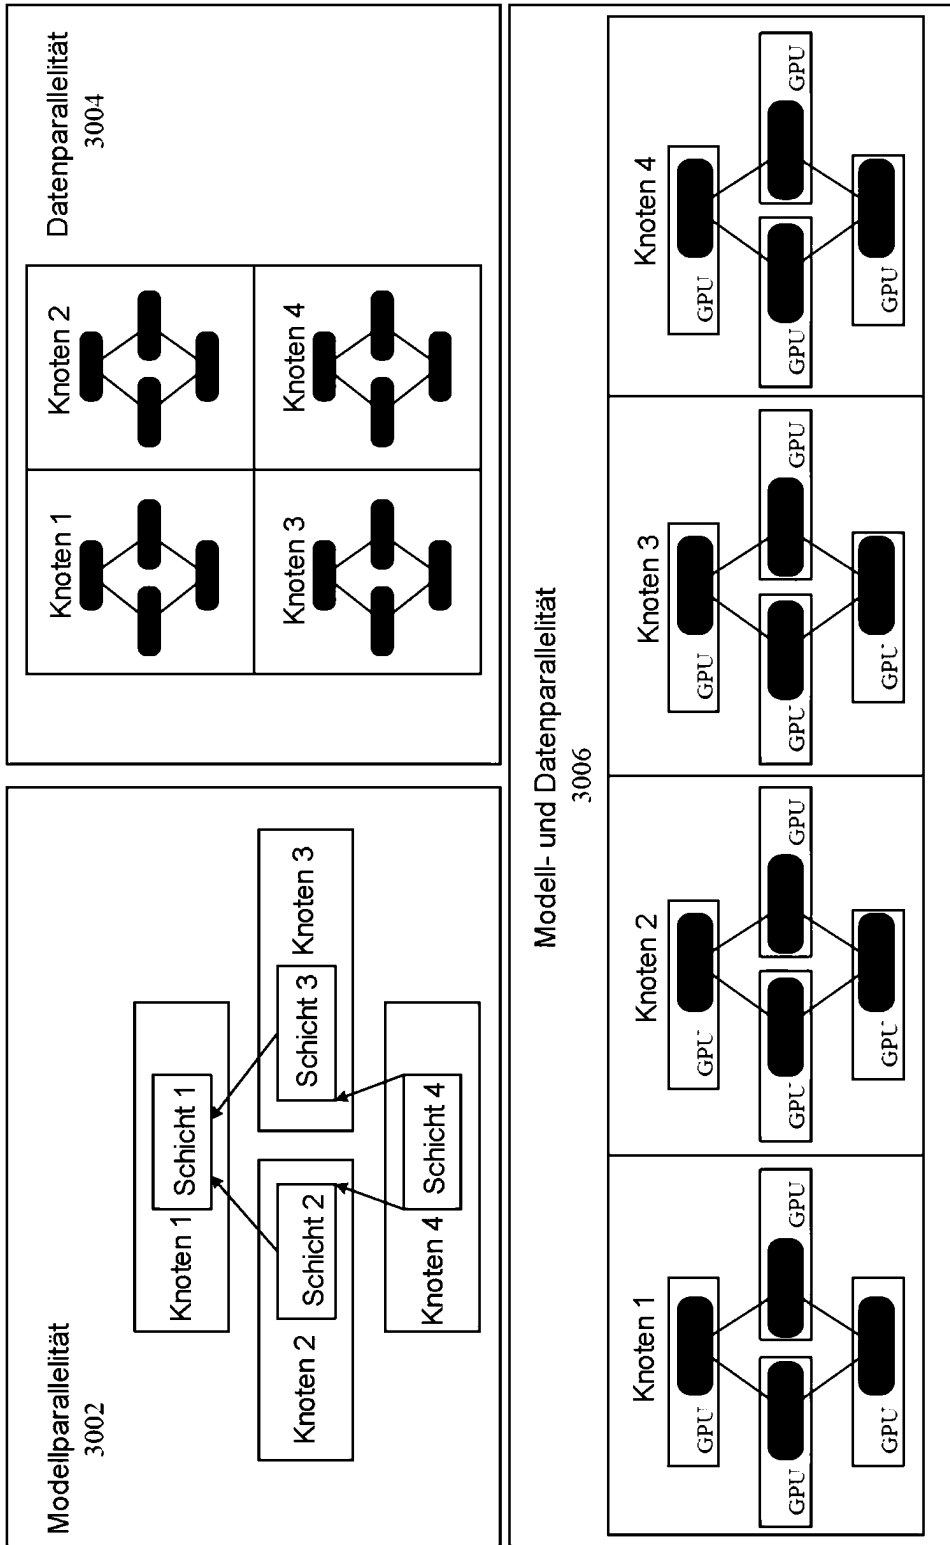 Modellparallelität
3002
Knoten 1
Schicht 1
Knoten 2
Schicht 2
Schicht 3
Knoten 3
Knoten 4
Schicht 4
Datenparallelität
3004
Knoten 1
Knoten 2
Knoten 3
Knoten 4
Modell- und Datenparallelität
3006
Knoten 1
GPU
GPU
GPU
GPU
Knoten 2
GPU
GPU
GPU
GPU
Knoten 3
GPU
GPU
GPU
GPU
Knoten 4
GPU
GPU
GPU
GPU